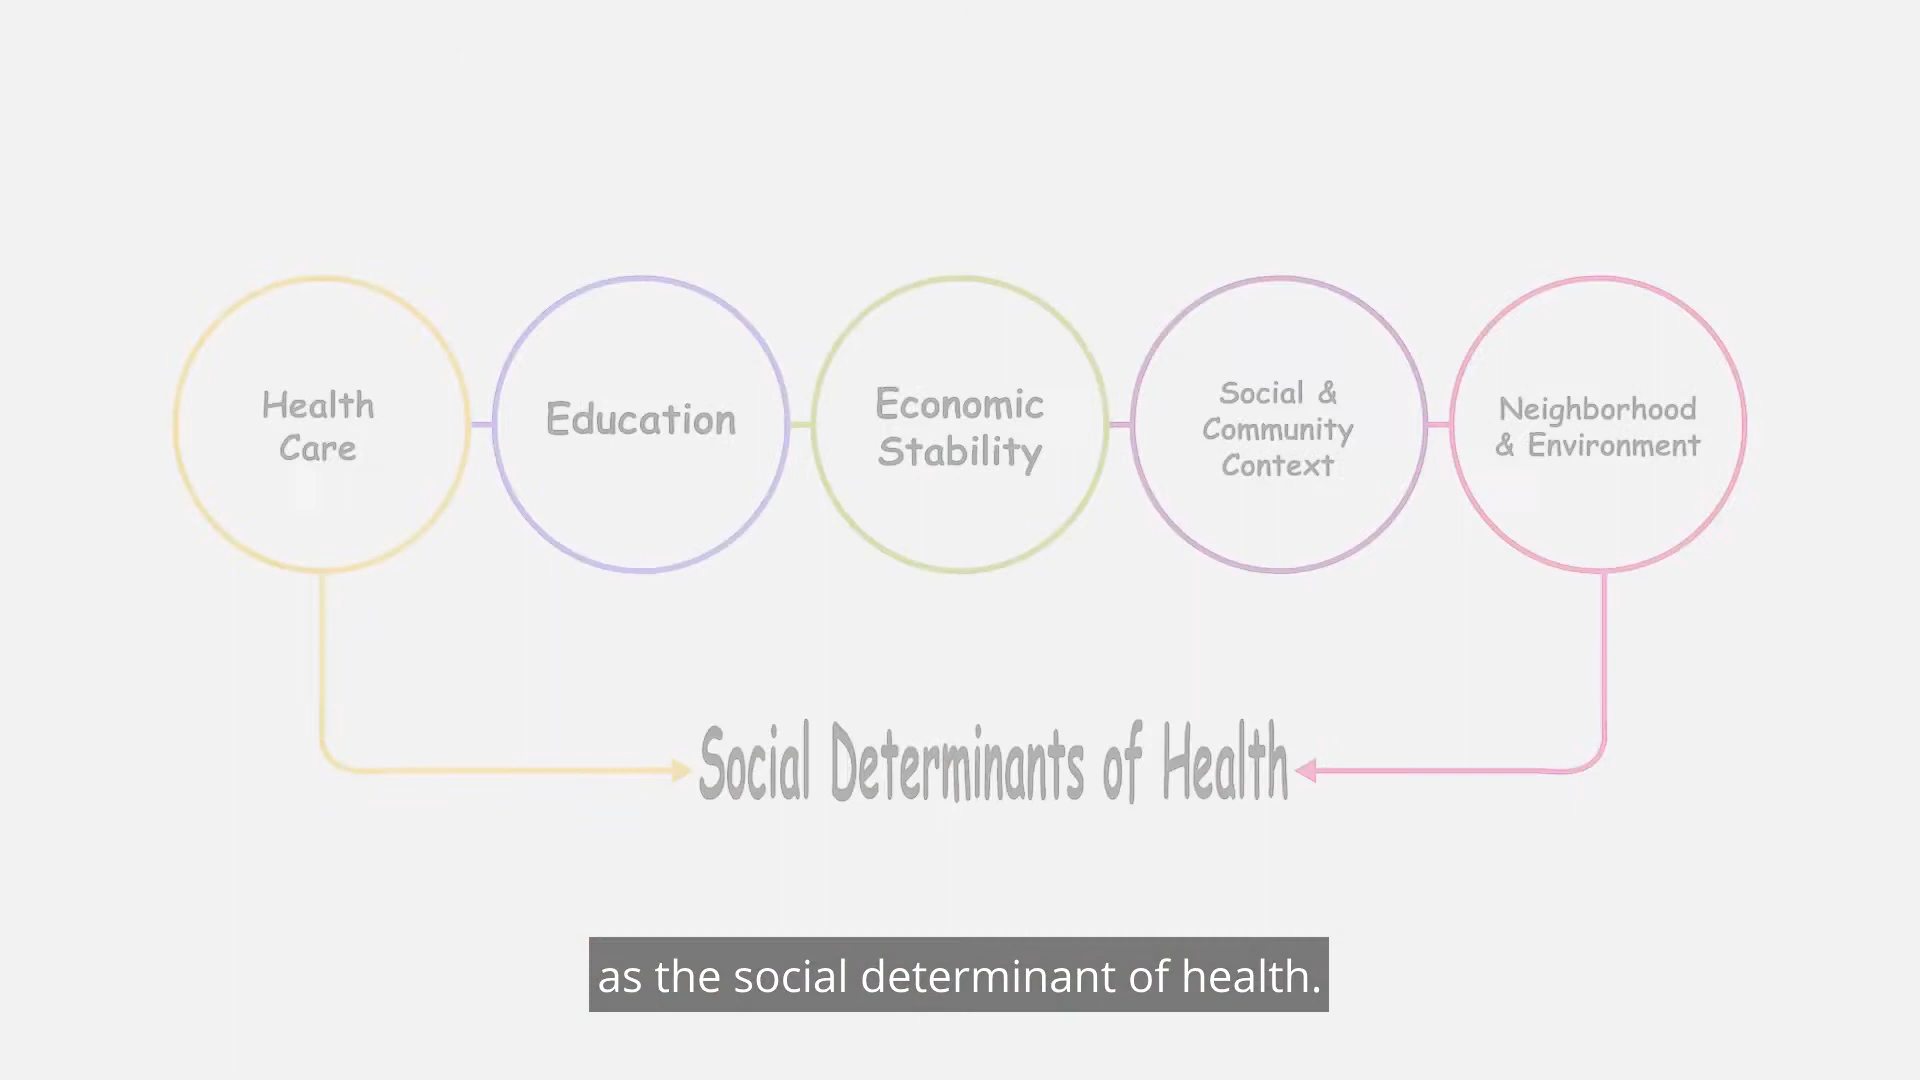 Health
Care
Education
Economic
Stability
Social &
Community
Context
Neighborhood
& Environment
Social Determinants of Health
as the social determinant of health.